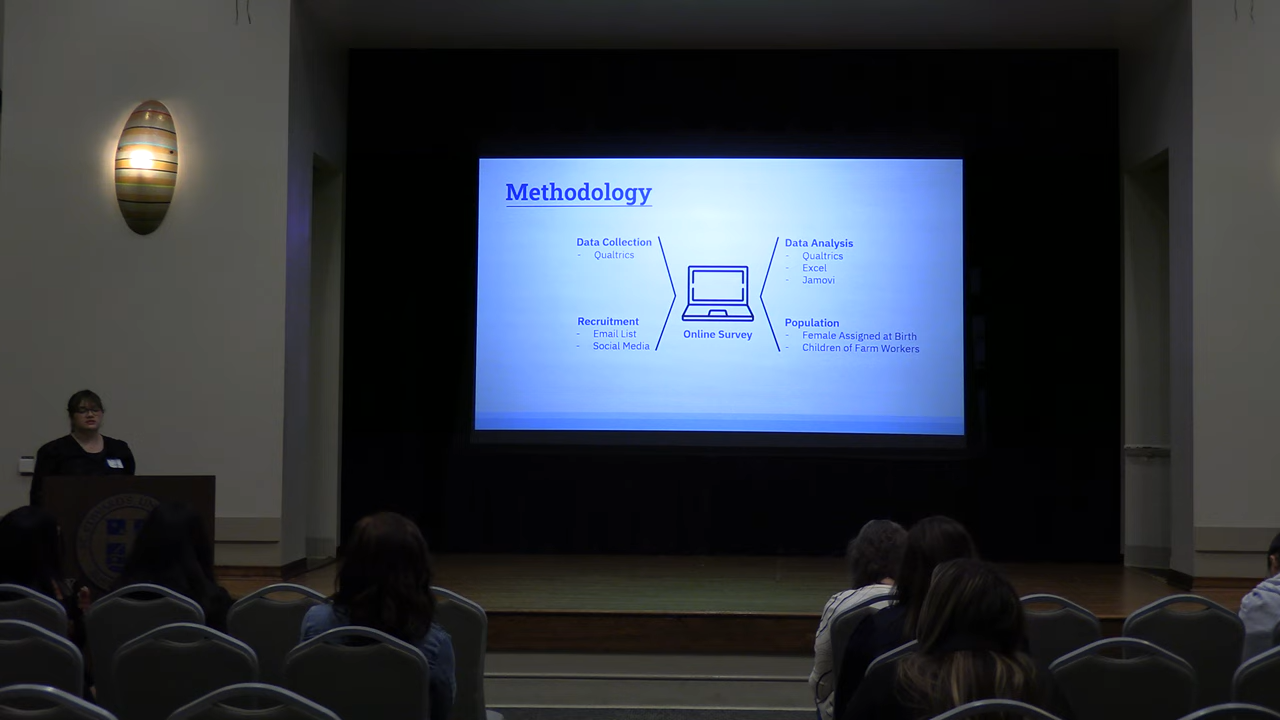 Methodology
Data Collection
- Qualtrics
Recruitment
- Email List
- Social Media
Online Survey
Data Analysis
- Qualtrics
- Excel
- Jamovi
Population
- Female Assigned at Birth
- Children of Farm Workers